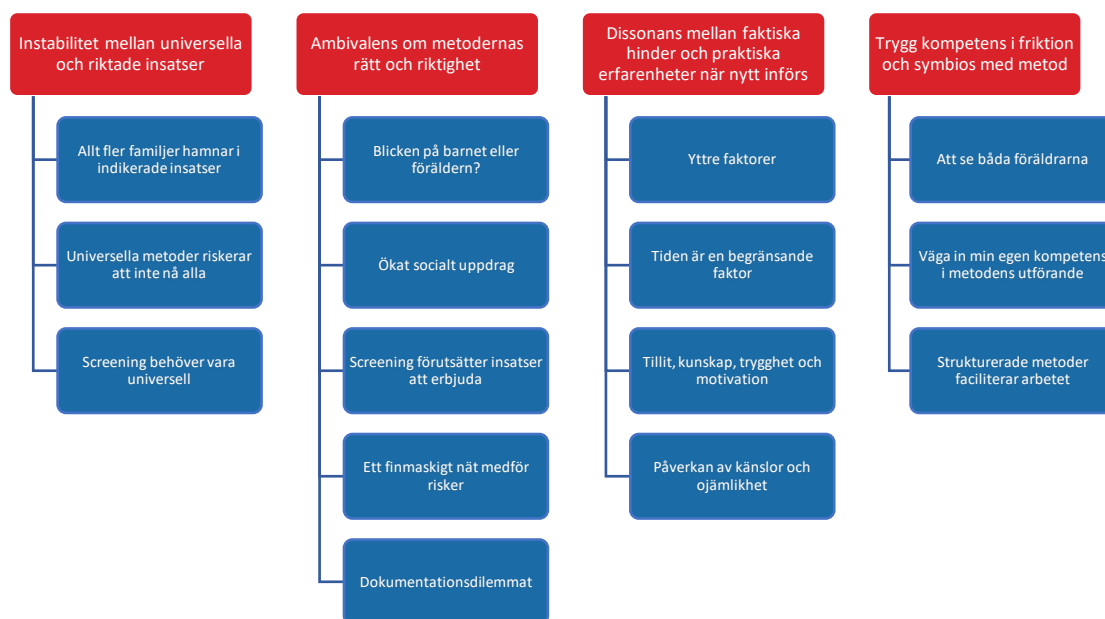 Instabilitet mellan universella
och riktade insatser
Allt fler familjer hamnar i
indikerade insatser
Universella metoder riskerar
att inte nå alla
Screening behöver vara
universell
Ambivalens om metodernas
rätt och riktighet
Blicken på barnet eller
föräldern?
Ökat socialt uppdrag
Screening förutsätter insatser
att erbjuda
Ett finmaskigt nät medför
risker
Dokumentationsdilemmat
Dissonans mellan faktiska
hinder och praktiska
erfarenheter när nytt införs
Yttre faktorer
Tiden är en begränsande
faktor
Tillit, kunskap, trygghet och
motivation
Påverkan av känslor och
ojämlikhet
Trygg kompetens i friktion
och symbios med metod
Att se båda föräldrarna
Väga in min egen kompetens
i metodens utförande
Strukturerade metoder
faciliterar arbetet